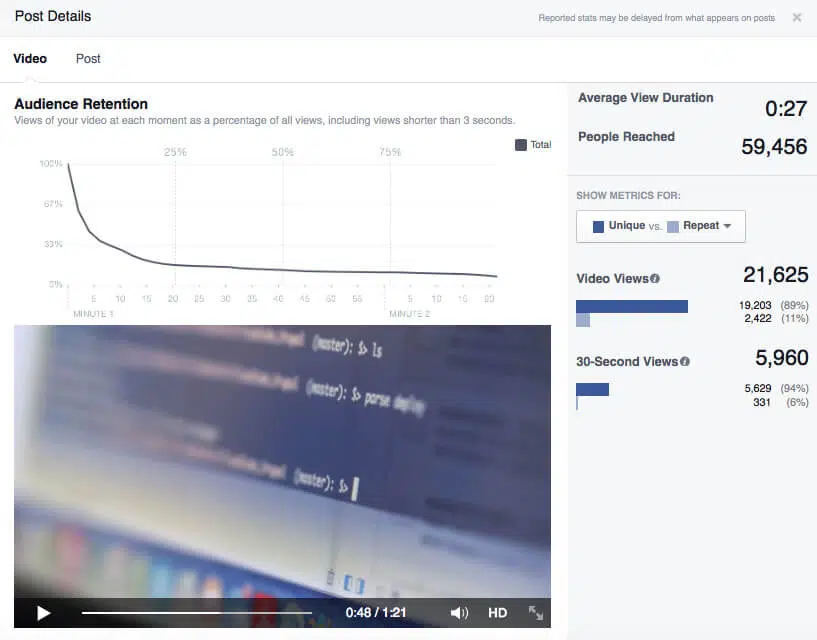 Post Details
Reported stats may be delayed from what appears on posts
Video
Post
Audience Retention
Views of your video at each moment as a percentage of all views, including views shorter than 3 seconds.
Total
25%
50%
75%
100%
67%
33%
0%
5 10 15 20 25 30 35 40 45 50 55 5 10 15 20
MINUTE 1
MINUTE 2
(master): $> ls
(master): $> parse deploy
(master): $>
0:48 / 1:21
HD
Average View Duration
0:27
People Reached
59,456
SHOW METRICS FOR:
Unique vs. Repeat
Video Views
21,625
19,203 (89%)
2,422 (11%)
30-Second Views
5,960
5,629 (94%)
331 (6%)